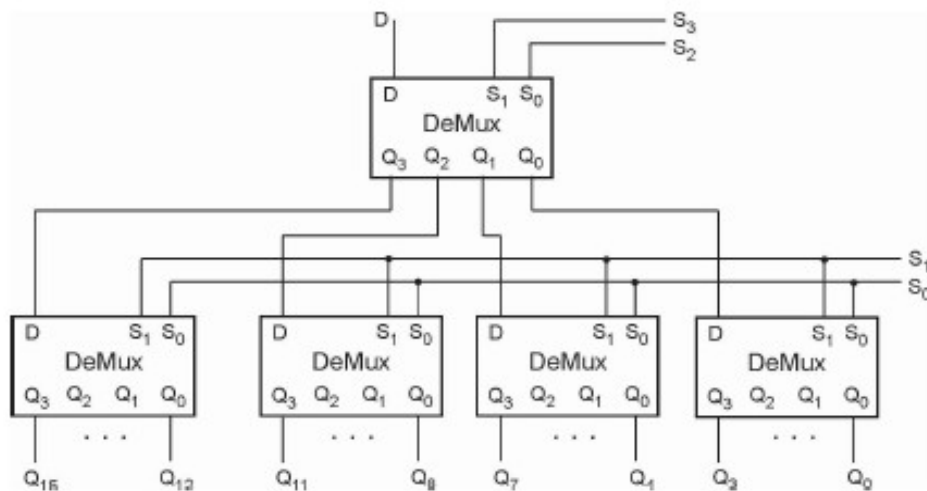 D S₃
S₂
D S₁ S₀
DeMux
Q₃ Q₂ Q₁ Q₀
S₁
S₀
D S₁ S₀ D S₁ S₀ D S₁ S₀ D S₁ S₀
DeMux DeMux DeMux DeMux
Q₃ Q₂ Q₁ Q₀ Q₃ Q₂ Q₁ Q₀ Q₃ Q₂ Q₁ Q₀ Q₃ Q₂ Q₁ Q₀
. . . . . . . . . . . .
Q₁₅ Q₁₂ Q₁₁ Q₈ Q₇ Q₁ Q₃ Q₀